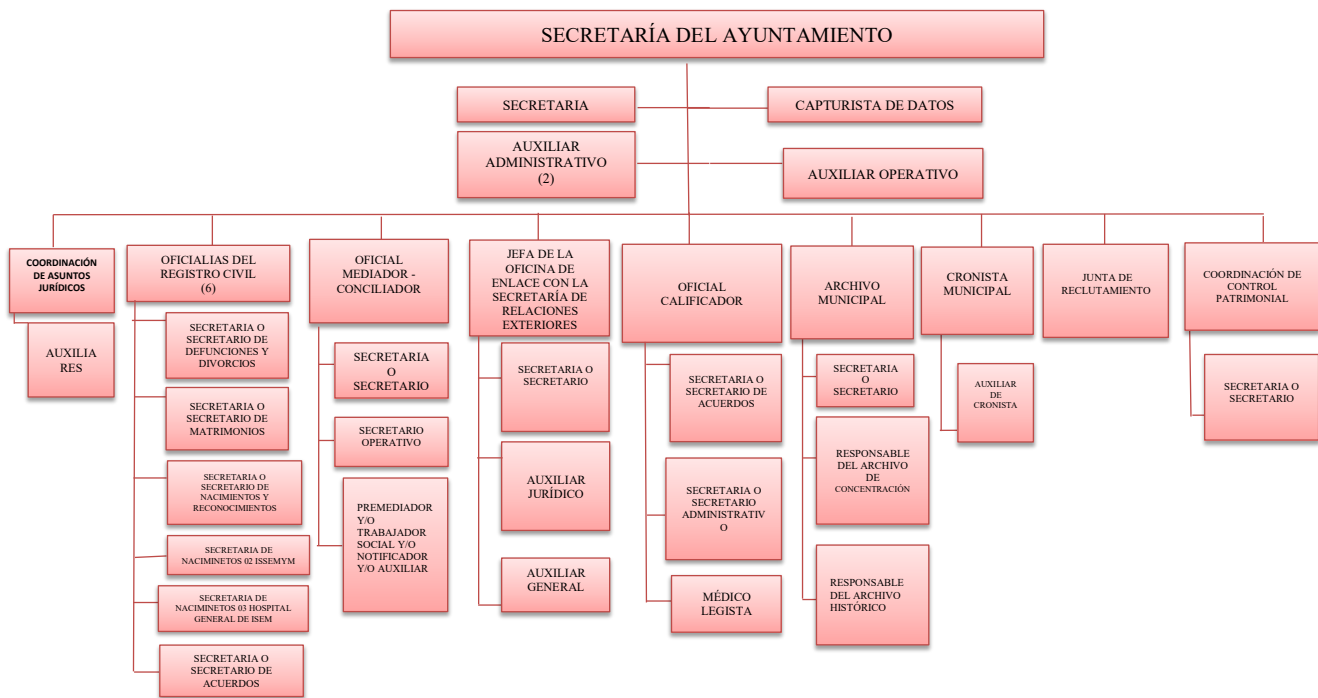 SECRETARÍA DEL AYUNTAMIENTO
SECRETARIA
CAPTURISTA DE DATOS
AUXILIAR
ADMINISTRATIVO
(2)
AUXILIAR OPERATIVO
COORDINACIÓN
DE ASUNTOS
JURÍDICOS
AUXILIA
RES
OFICIALIAS DEL
REGISTRO CIVIL
(6)
SECRETARIA O
SECRETARIO DE
DEFUNCIONES Y
DIVORCIOS
SECRETARIA O
SECRETARIO DE
MATRIMONIOS
SECRETARIA O
SECRETARIO DE
NACIMIENTOS Y
RECONOCIMIENTOS
SECRETARIA DE
NACIMINETOS 02 ISSEMYM
SECRETARIA DE
NACIMINETOS 03 HOSPITAL
GENERAL DE ISEM
SECRETARIA O
SECRETARIO DE
ACUERDOS
OFICIAL
MEDIADOR -
CONCILIADOR
SECRETARIA
O
SECRETARIO
SECRETARIO
OPERATIVO
PREMEDIADOR
Y/O
TRABAJADOR
SOCIAL Y/O
NOTIFICADOR
Y/O AUXILIAR
JEFA DE LA
OFICINA DE
ENLACE CON LA
SECRETARÍA DE
RELACIONES
EXTERIORES
SECRETARIA O
SECRETARIO
AUXILIAR
JURÍDICO
AUXILIAR
GENERAL
OFICIAL
CALIFICADOR
SECRETARIA O
SECRETARIO DE
ACUERDOS
SECRETARIA O
SECRETARIO
ADMINISTRATIV
O
MÉDICO
LEGISTA
ARCHIVO
MUNICIPAL
SECRETARIA
O
SECRETARIO
RESPONSABLE
DEL ARCHIVO
DE
CONCENTRACIÓN
RESPONSABLE
DEL ARCHIVO
HISTÓRICO
CRONISTA
MUNICIPAL
AUXILIAR
DE
CRONISTA
JUNTA DE
RECLUTAMIENTO
COORDINACIÓN DE
CONTROL
PATRIMONIAL
SECRETARIA O
SECRETARIO